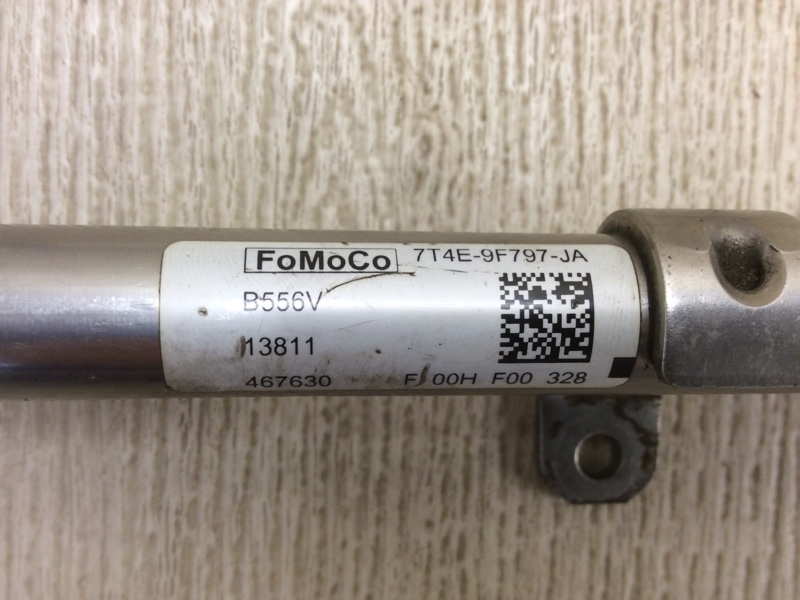 FoMoCo 7T4E-9F797-JA
B556V
13811
467630 F 00H F00 328